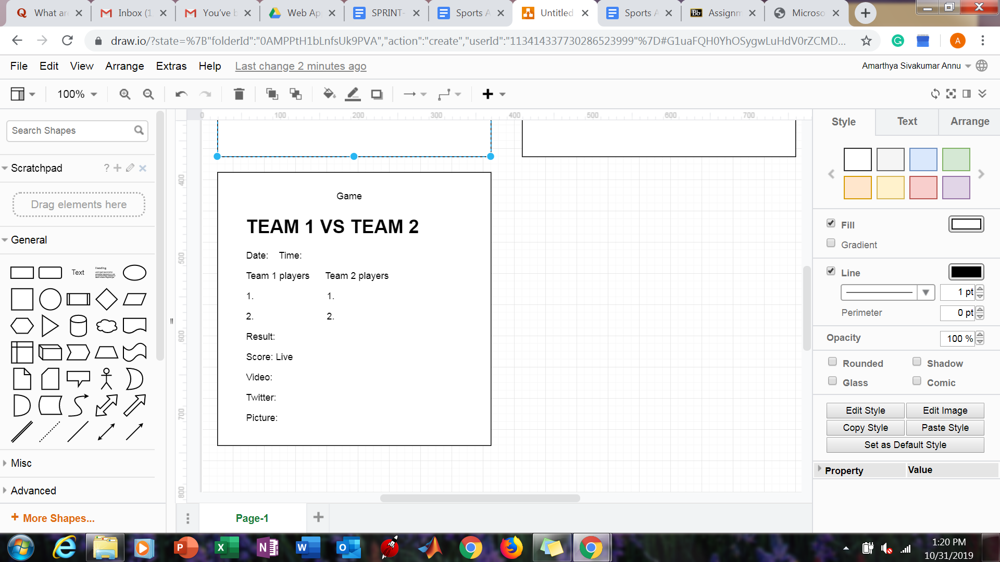 What ar
Inbox (1
You've b
Web Ap
SPRINT-
Sports A
Untitled
Sports A
Assignm
Microso
draw.io/?state=%7B"folderId":"0AMPPtH1bLnfsUk9PVA","action":"create","userId":"113414337730286523999"%7D#G1uaFQH0YhOSygwLuHdV0rZCMD...
A
File Edit View Arrange Extras Help Last change 2 minutes ago
Amarthya Sivakumar Annu
100%
0 100 200 300 400 500 600 700
Search Shapes
Scratchpad
?
Drag elements here
General
Text
Heading
Misc
Advanced
+ More Shapes...
400
500
600
700
800
Game
TEAM 1 VS TEAM 2
Date: Time:
Team 1 players Team 2 players
1. 1.
2. 2.
Result:
Score: Live
Video:
Twitter:
Picture:
Page-1
Style Text Arrange
Fill
Gradient
Line
1 pt
Perimeter 0 pt
Opacity 100 %
Rounded Shadow
Glass Comic
Edit Style Edit Image
Copy Style Paste Style
Set as Default Style
Property Value
1:20 PM
10/31/2019